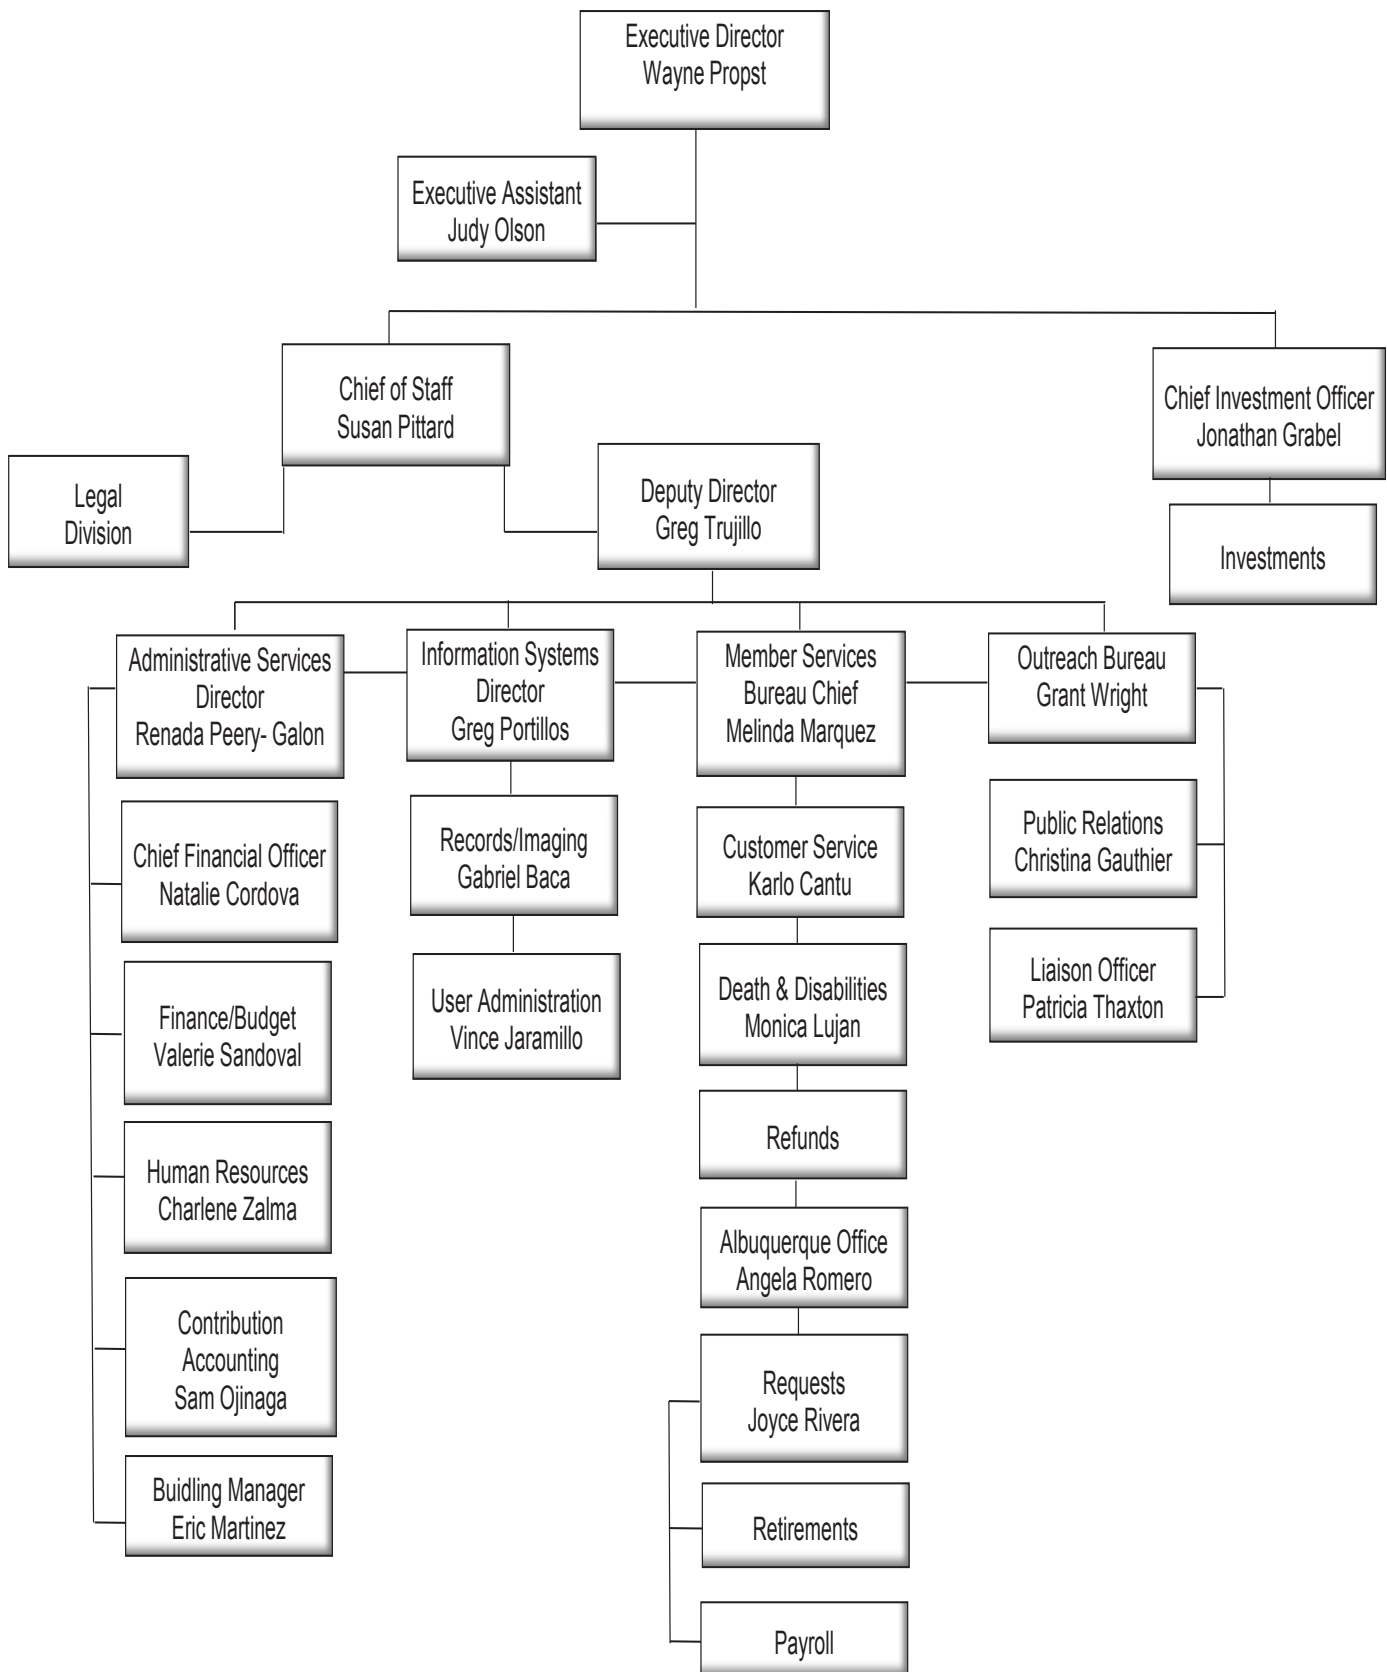 Executive Director
Wayne Propst
Executive Assistant
Judy Olson
Chief of Staff
Susan Pittard
Chief Investment Officer
Jonathan Grabel
Legal
Division
Deputy Director
Greg Trujillo
Investments
Administrative Services
Director
Renada Peery- Galon
Information Systems
Director
Greg Portillos
Member Services
Bureau Chief
Melinda Marquez
Outreach Bureau
Grant Wright
Chief Financial Officer
Natalie Cordova
Finance/Budget
Valerie Sandoval
Human Resources
Charlene Zalma
Contribution
Accounting
Sam Ojinaga
Buidling Manager
Eric Martinez
Records/Imaging
Gabriel Baca
User Administration
Vince Jaramillo
Customer Service
Karlo Cantu
Death & Disabilities
Monica Lujan
Refunds
Albuquerque Office
Angela Romero
Requests
Joyce Rivera
Retirements
Payroll
Public Relations
Christina Gauthier
Liaison Officer
Patricia Thaxton